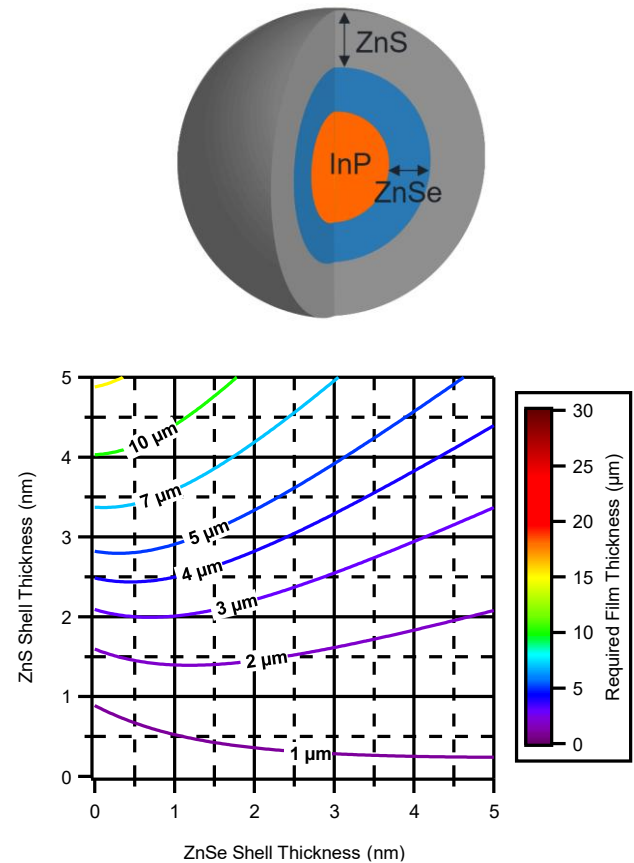 ZnS
InP
ZnSe
5
4
3
2
1
0
ZnS Shell Thickness (nm)
10 µm
7 µm
5 µm
4 µm
3 µm
2 µm
1 µm
0 1 2 3 4 5
ZnSe Shell Thickness (nm)
30
25
20
15
10
5
0
Required Film Thickness (µm)